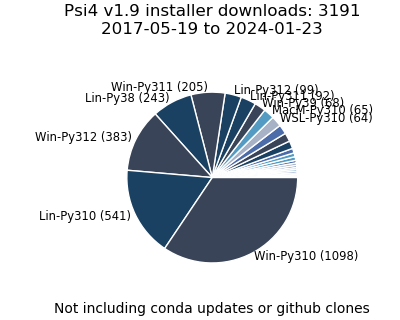 Psi4 v1.9 installer downloads: 3191
2017-05-19 to 2024-01-23
Win-Py311 (205)
Lin-Py312 (99)
Lin-Py311 (92)
Lin-Py38 (243)
Win-Py39 (68)
MacM-Py310 (65)
WSL-Py310 (64)
Win-Py312 (383)
Lin-Py310 (541)
Win-Py310 (1098)
Not including conda updates or github clones